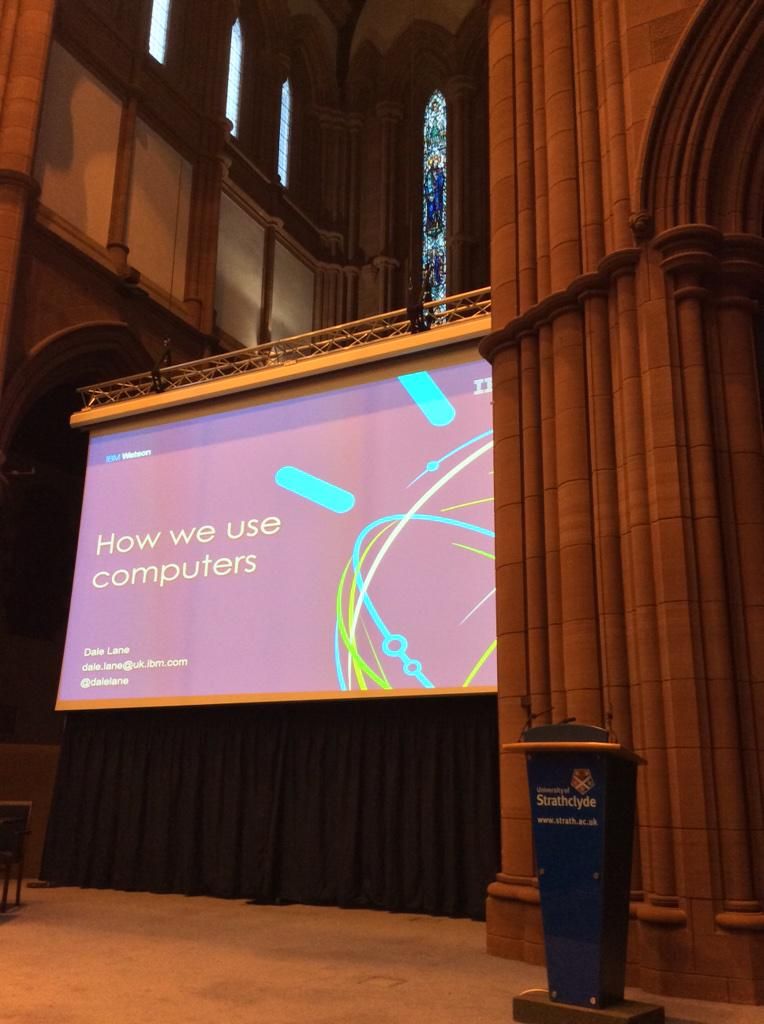 IBM Watson
How we use
computers
Dale Lane
dale.lane@uk.ibm.com
@dalelane
University of
Strathclyde
www.strath.ac.uk